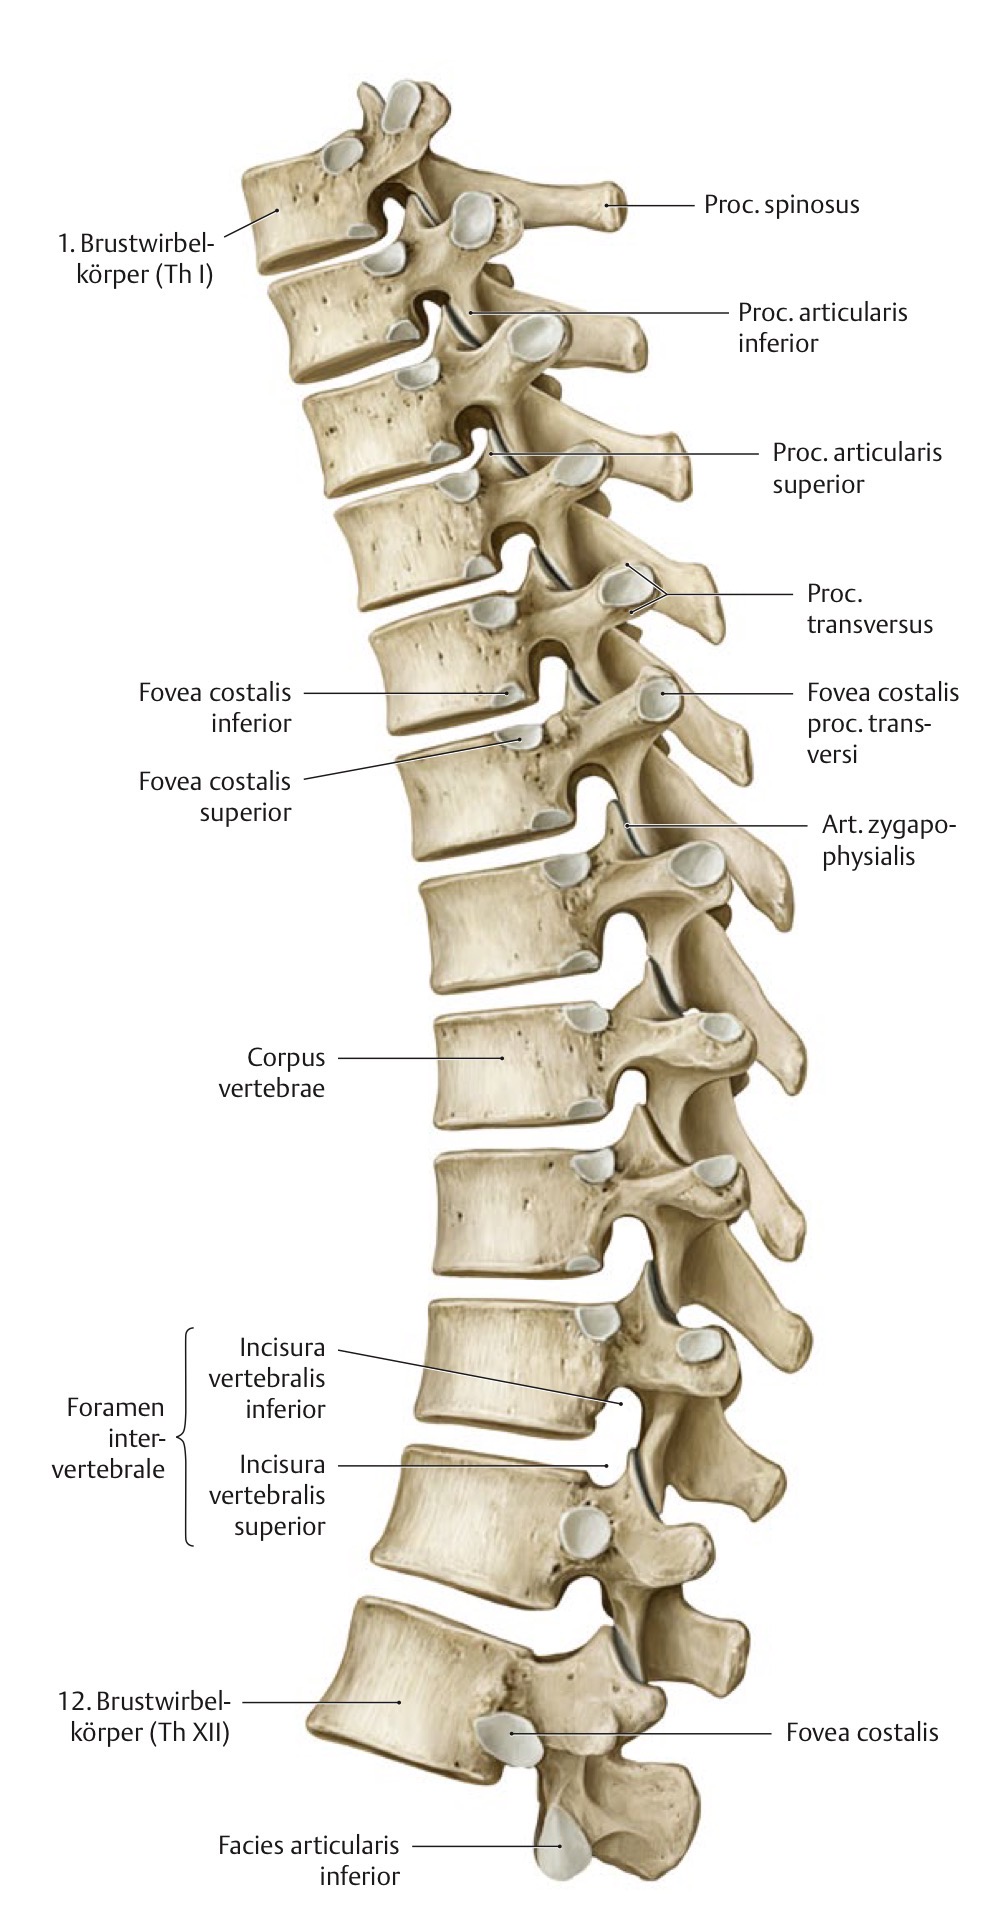 Proc. spinosus
1. Brustwirbel-
körper (Th I)
Proc. articularis
inferior
Proc. articularis
superior
Proc.
transversus
Fovea costalis
inferior
Fovea costalis
proc. trans-
versi
Fovea costalis
superior
Art. zygapo-
physialis
Corpus
vertebrae
Incisura
vertebralis
inferior
Foramen
inter-
vertebrale
Incisura
vertebralis
superior
12. Brustwirbel-
körper (Th XII)
Fovea costalis
Facies articularis
inferior